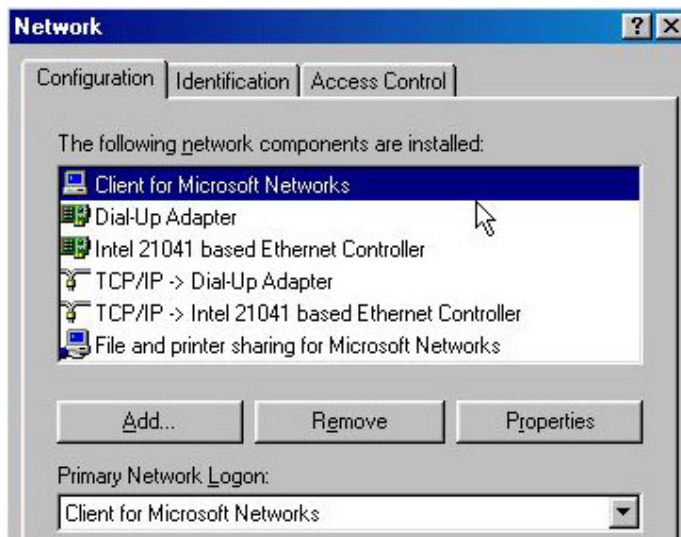 Network
Configuration Identification Access Control
The following network components are installed:
Client for Microsoft Networks
Dial-Up Adapter
Intel 21041 based Ethernet Controller
TCP/IP -> Dial-Up Adapter
TCP/IP -> Intel 21041 based Ethernet Controller
File and printer sharing for Microsoft Networks
Add... Remove Properties
Primary Network Logon:
Client for Microsoft Networks